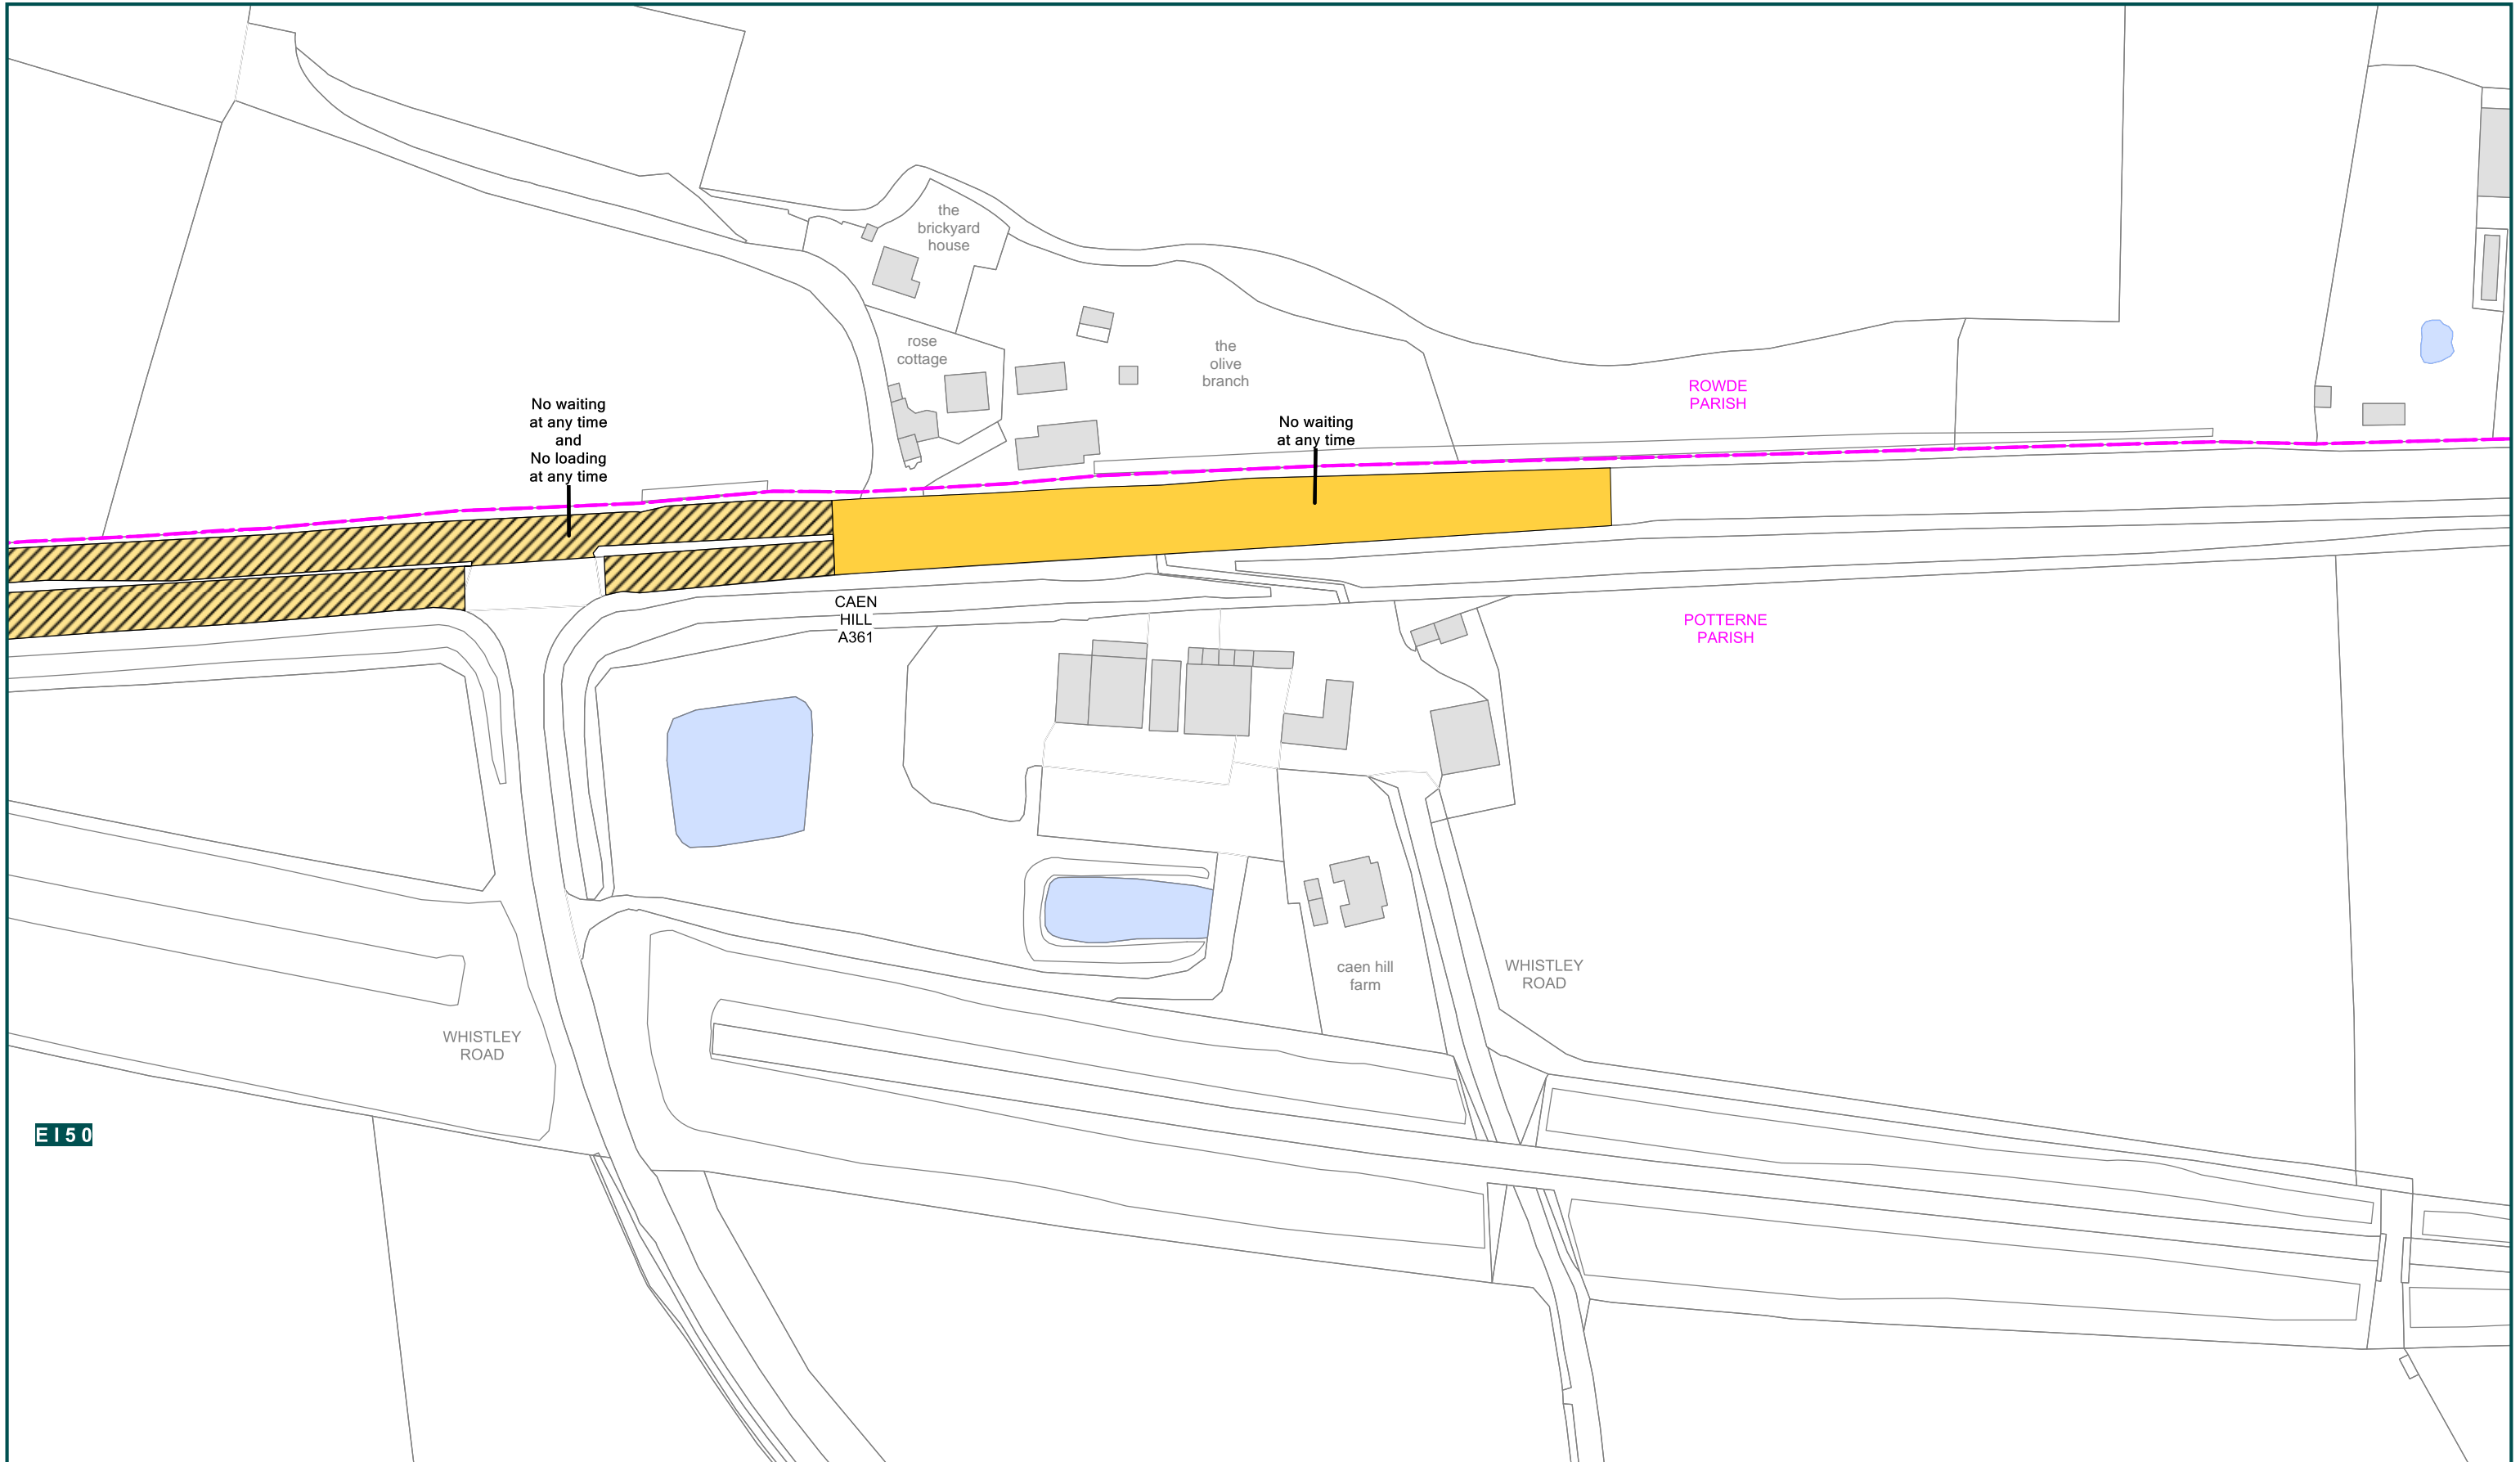 the
brickyard
house
rose
cottage
the
olive
branch
ROWDE
PARISH
No waiting
at any time
and
No loading
at any time
No waiting
at any time
CAEN
HILL
A361
POTTERNE
PARISH
caen hill
farm
WHISTLEY
ROAD
WHISTLEY
ROAD
EI50